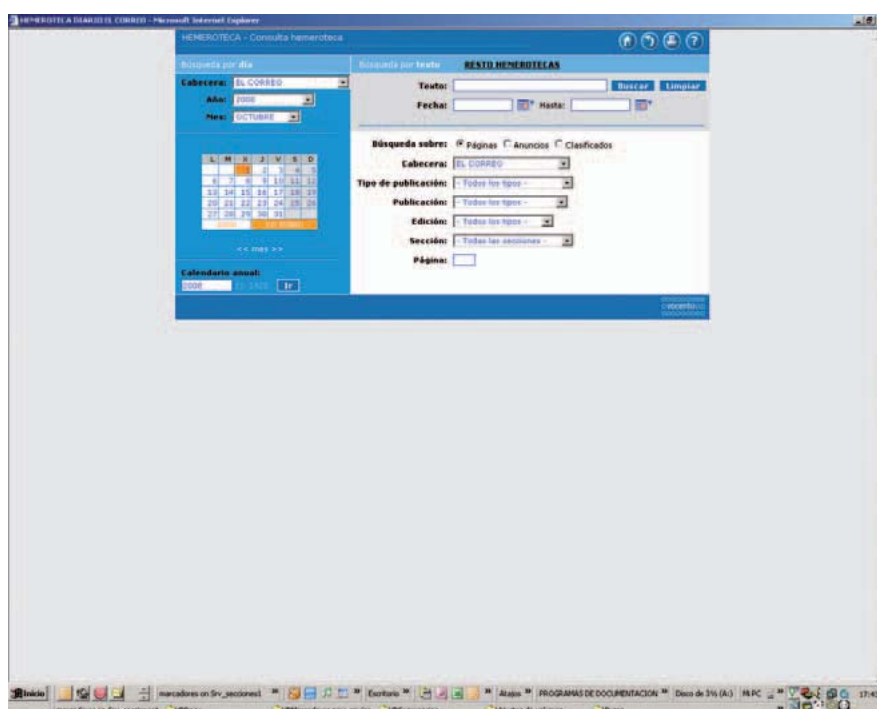 HEMEROTECA DIARIO EL CORREO - Microsoft Internet Explorer
HEMEROTECA - Consulta hemeroteca
Búsqueda por día
Cabecera: EL CORREO
Año: 2008
Mes: OCTUBRE
L M X J V S D
1 2 3 4 5
6 7 8 9 10 11 12
13 14 15 16 17 18 19
20 21 22 23 24 25 26
27 28 29 30 31
<< mes >>
Calendario anual:
2008
Ir
Búsqueda por texto RESTO HEMEROTECAS
Texto: Buscar Limpiar
Fecha: Hasta:
Búsqueda sobre: Páginas Anuncios Clasificados
Cabecera: EL CORREO
Tipo de publicación: - Todos los tipos -
Publicación: - Todos los tipos -
Edición: - Todos los tipos -
Sección: - Todas las secciones -
Página:
vocento
Inicio marcadores on Srv_secciones1 » » Escritorio » » Atajos » PROGRAMAS DE DOCUMENTACION » Disco de 3½ (A:) Mi PC » 17:43